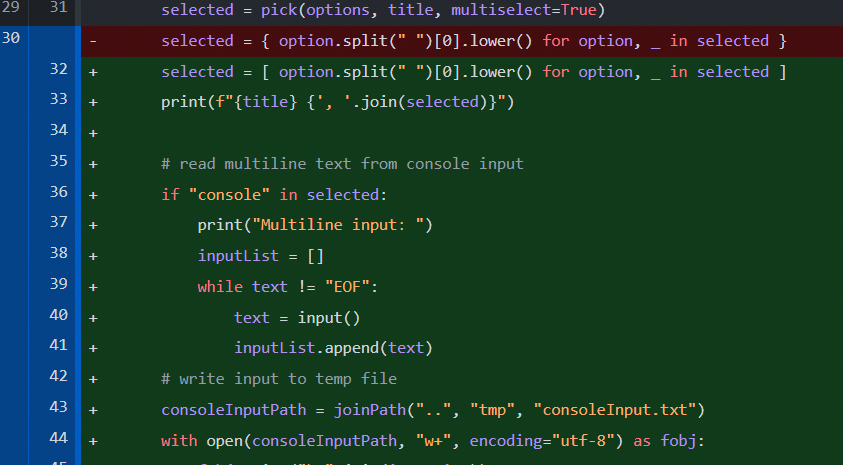 29 31 selected = pick(options, title, multiselect=True)
30 - selected = { option.split(" ")[0].lower() for option, _ in selected }
32 + selected = [ option.split(" ")[0].lower() for option, _ in selected ]
33 + print(f"{title} {', '.join(selected)}")
34 +
35 + # read multiline text from console input
36 + if "console" in selected:
37 + print("Multiline input: ")
38 + inputList = []
39 + while text != "EOF":
40 + text = input()
41 + inputList.append(text)
42 + # write input to temp file
43 + consoleInputPath = joinPath("..", "tmp", "consoleInput.txt")
44 + with open(consoleInputPath, "w+", encoding="utf-8") as fobj: